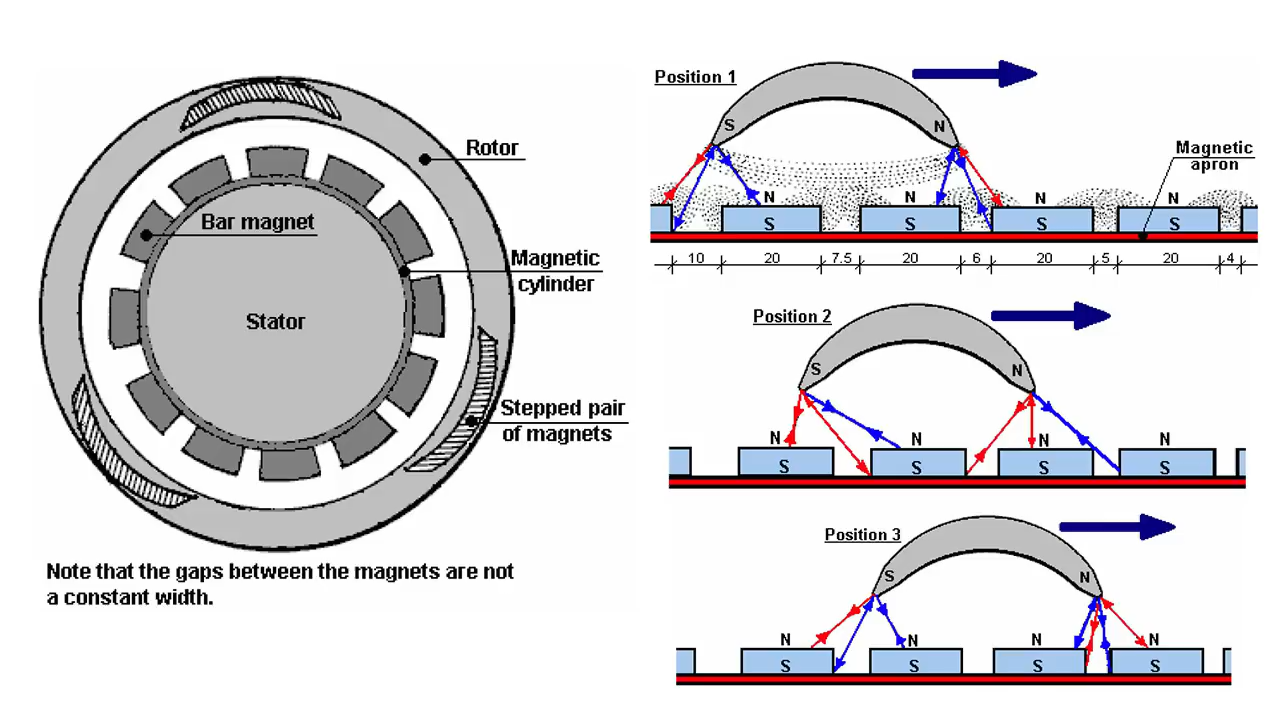 Rotor
Bar magnet
Magnetic
cylinder
Stator
Stepped pair
of magnets
Note that the gaps between the magnets are not
a constant width.
Position 1
S N
Magnetic
apron
N N N N
S S S S
10 20 7.5 20 6 20 5 20 4
Position 2
S N
N N N N
S S S S
Position 3
S N
N N N N
S S S S